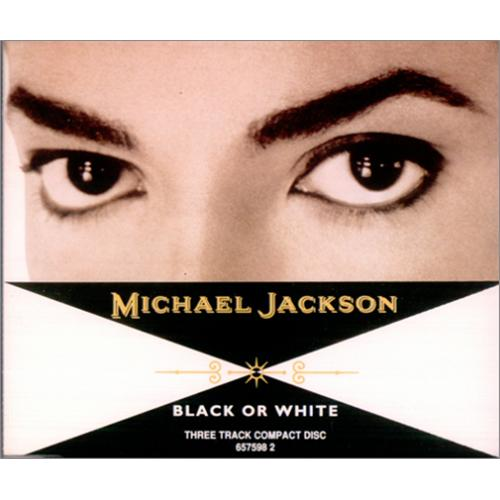 MICHAEL JACKSON
BLACK OR WHITE
THREE TRACK COMPACT DISC
657598 2